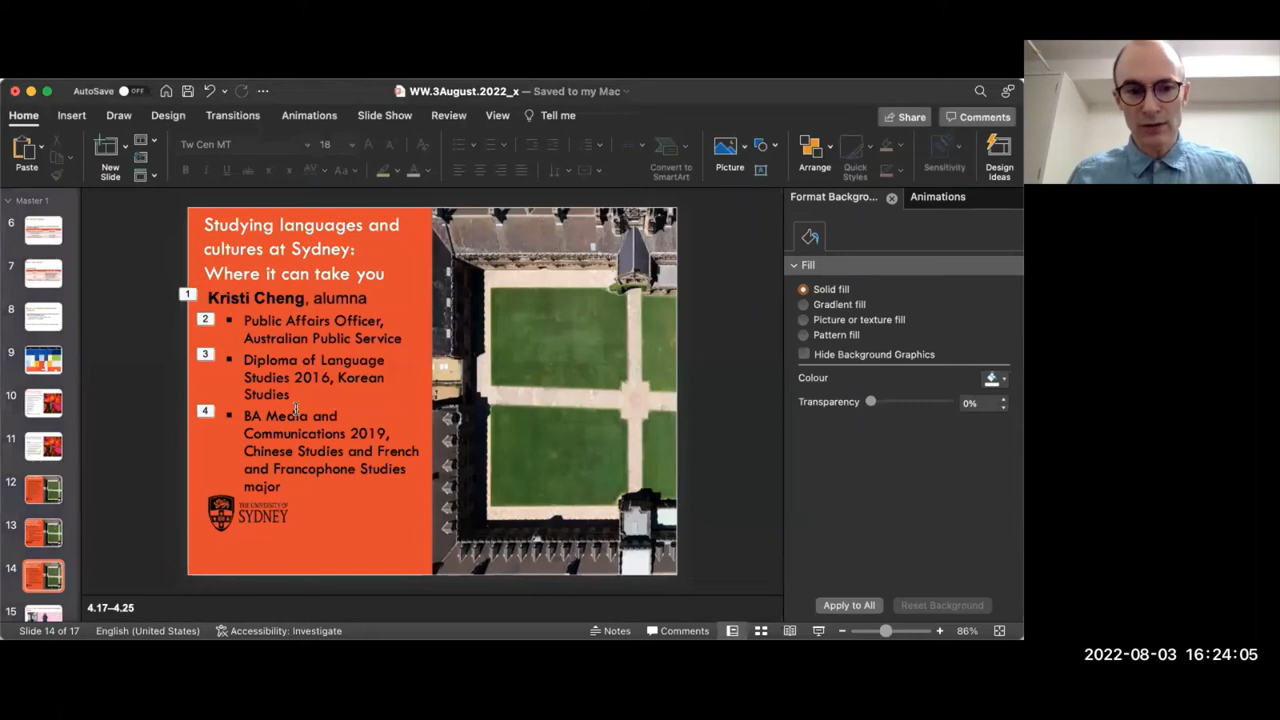 AutoSave OFF
WW.3August.2022_x — Saved to my Mac
Home Insert Draw Design Transitions Animations Slide Show Review View Tell me
Share Comments
Paste
New Slide
Tw Cen MT 18
Convert to SmartArt
Picture
Arrange
Quick Styles
Sensitivity
Design Ideas
Master 1
6
7
8
9
10
11
12
13
14
15
Studying languages and
cultures at Sydney:
Where it can take you
1 Kristi Cheng, alumna
2 ▪ Public Affairs Officer,
Australian Public Service
3 ▪ Diploma of Language
Studies 2016, Korean
Studies
4 ▪ BA Media and
Communications 2019,
Chinese Studies and French
and Francophone Studies
major
THE UNIVERSITY OF
SYDNEY
Format Backgro... Animations
Fill
Solid fill
Gradient fill
Picture or texture fill
Pattern fill
Hide Background Graphics
Colour
Transparency 0%
Apply to All Reset Background
4.17–4.25
Slide 14 of 17 English (United States) Accessibility: Investigate Notes Comments 86%
2022-08-03 16:24:05